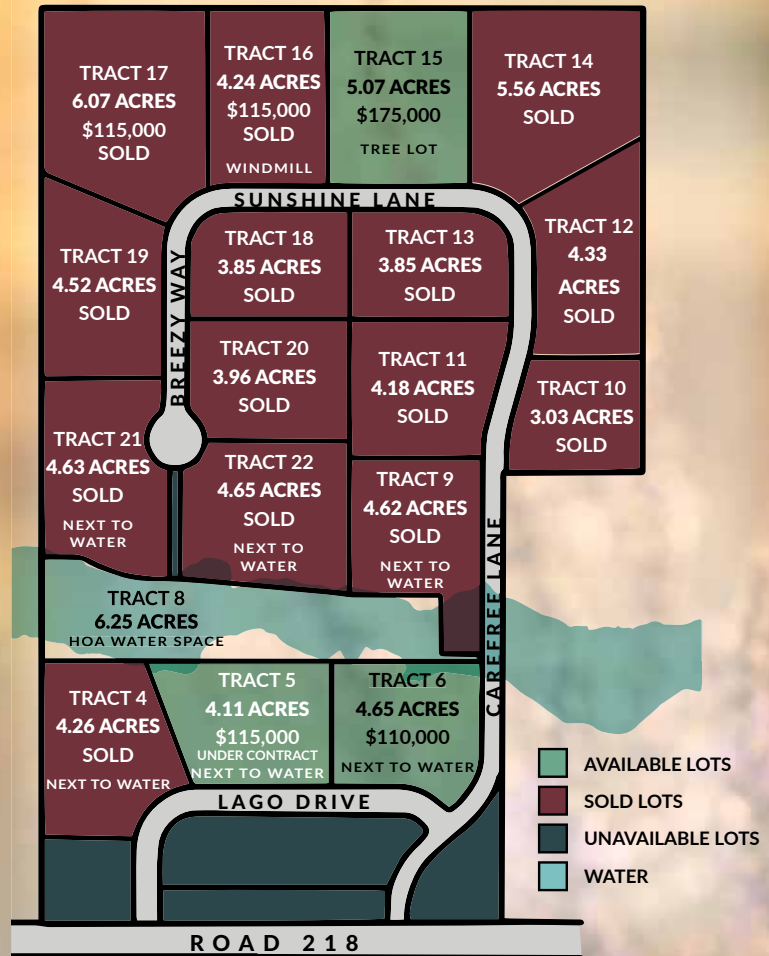 TRACT 17
6.07 ACRES
$115,000
SOLD
TRACT 16
4.24 ACRES
$115,000
SOLD
WINDMILL
TRACT 15
5.07 ACRES
$175,000
TREE LOT
TRACT 14
5.56 ACRES
SOLD
SUNSHINE LANE
TRACT 19
4.52 ACRES
SOLD
BREEZY WAY
TRACT 18
3.85 ACRES
SOLD
TRACT 13
3.85 ACRES
SOLD
TRACT 12
4.33
ACRES
SOLD
TRACT 20
3.96 ACRES
SOLD
TRACT 11
4.18 ACRES
SOLD
TRACT 10
3.03 ACRES
SOLD
TRACT 21
4.63 ACRES
SOLD
NEXT TO
WATER
TRACT 22
4.65 ACRES
SOLD
NEXT TO
WATER
TRACT 9
4.62 ACRES
SOLD
NEXT TO
WATER
CAREFREE LANE
TRACT 8
6.25 ACRES
HOA WATER SPACE
TRACT 4
4.26 ACRES
SOLD
NEXT TO WATER
TRACT 5
4.11 ACRES
$115,000
UNDER CONTRACT
NEXT TO WATER
TRACT 6
4.65 ACRES
$110,000
NEXT TO WATER
LAGO DRIVE
AVAILABLE LOTS
SOLD LOTS
UNAVAILABLE LOTS
WATER
ROAD 218